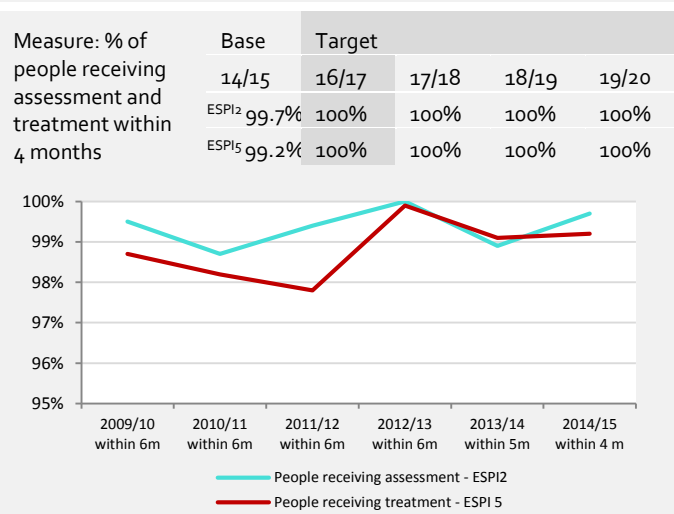 Measure: % of
people receiving
assessment and
treatment within
4 months
Base Target
14/15 16/17 17/18 18/19 19/20
ESPI2 99.7% 100% 100% 100% 100%
ESPI5 99.2% 100% 100% 100% 100%
100%
99%
98%
97%
96%
95%
2009/10 2010/11 2011/12 2012/13 2013/14 2014/15
within 6m within 6m within 6m within 6m within 5m within 4 m
People receiving assessment - ESPI2
People receiving treatment - ESPI 5